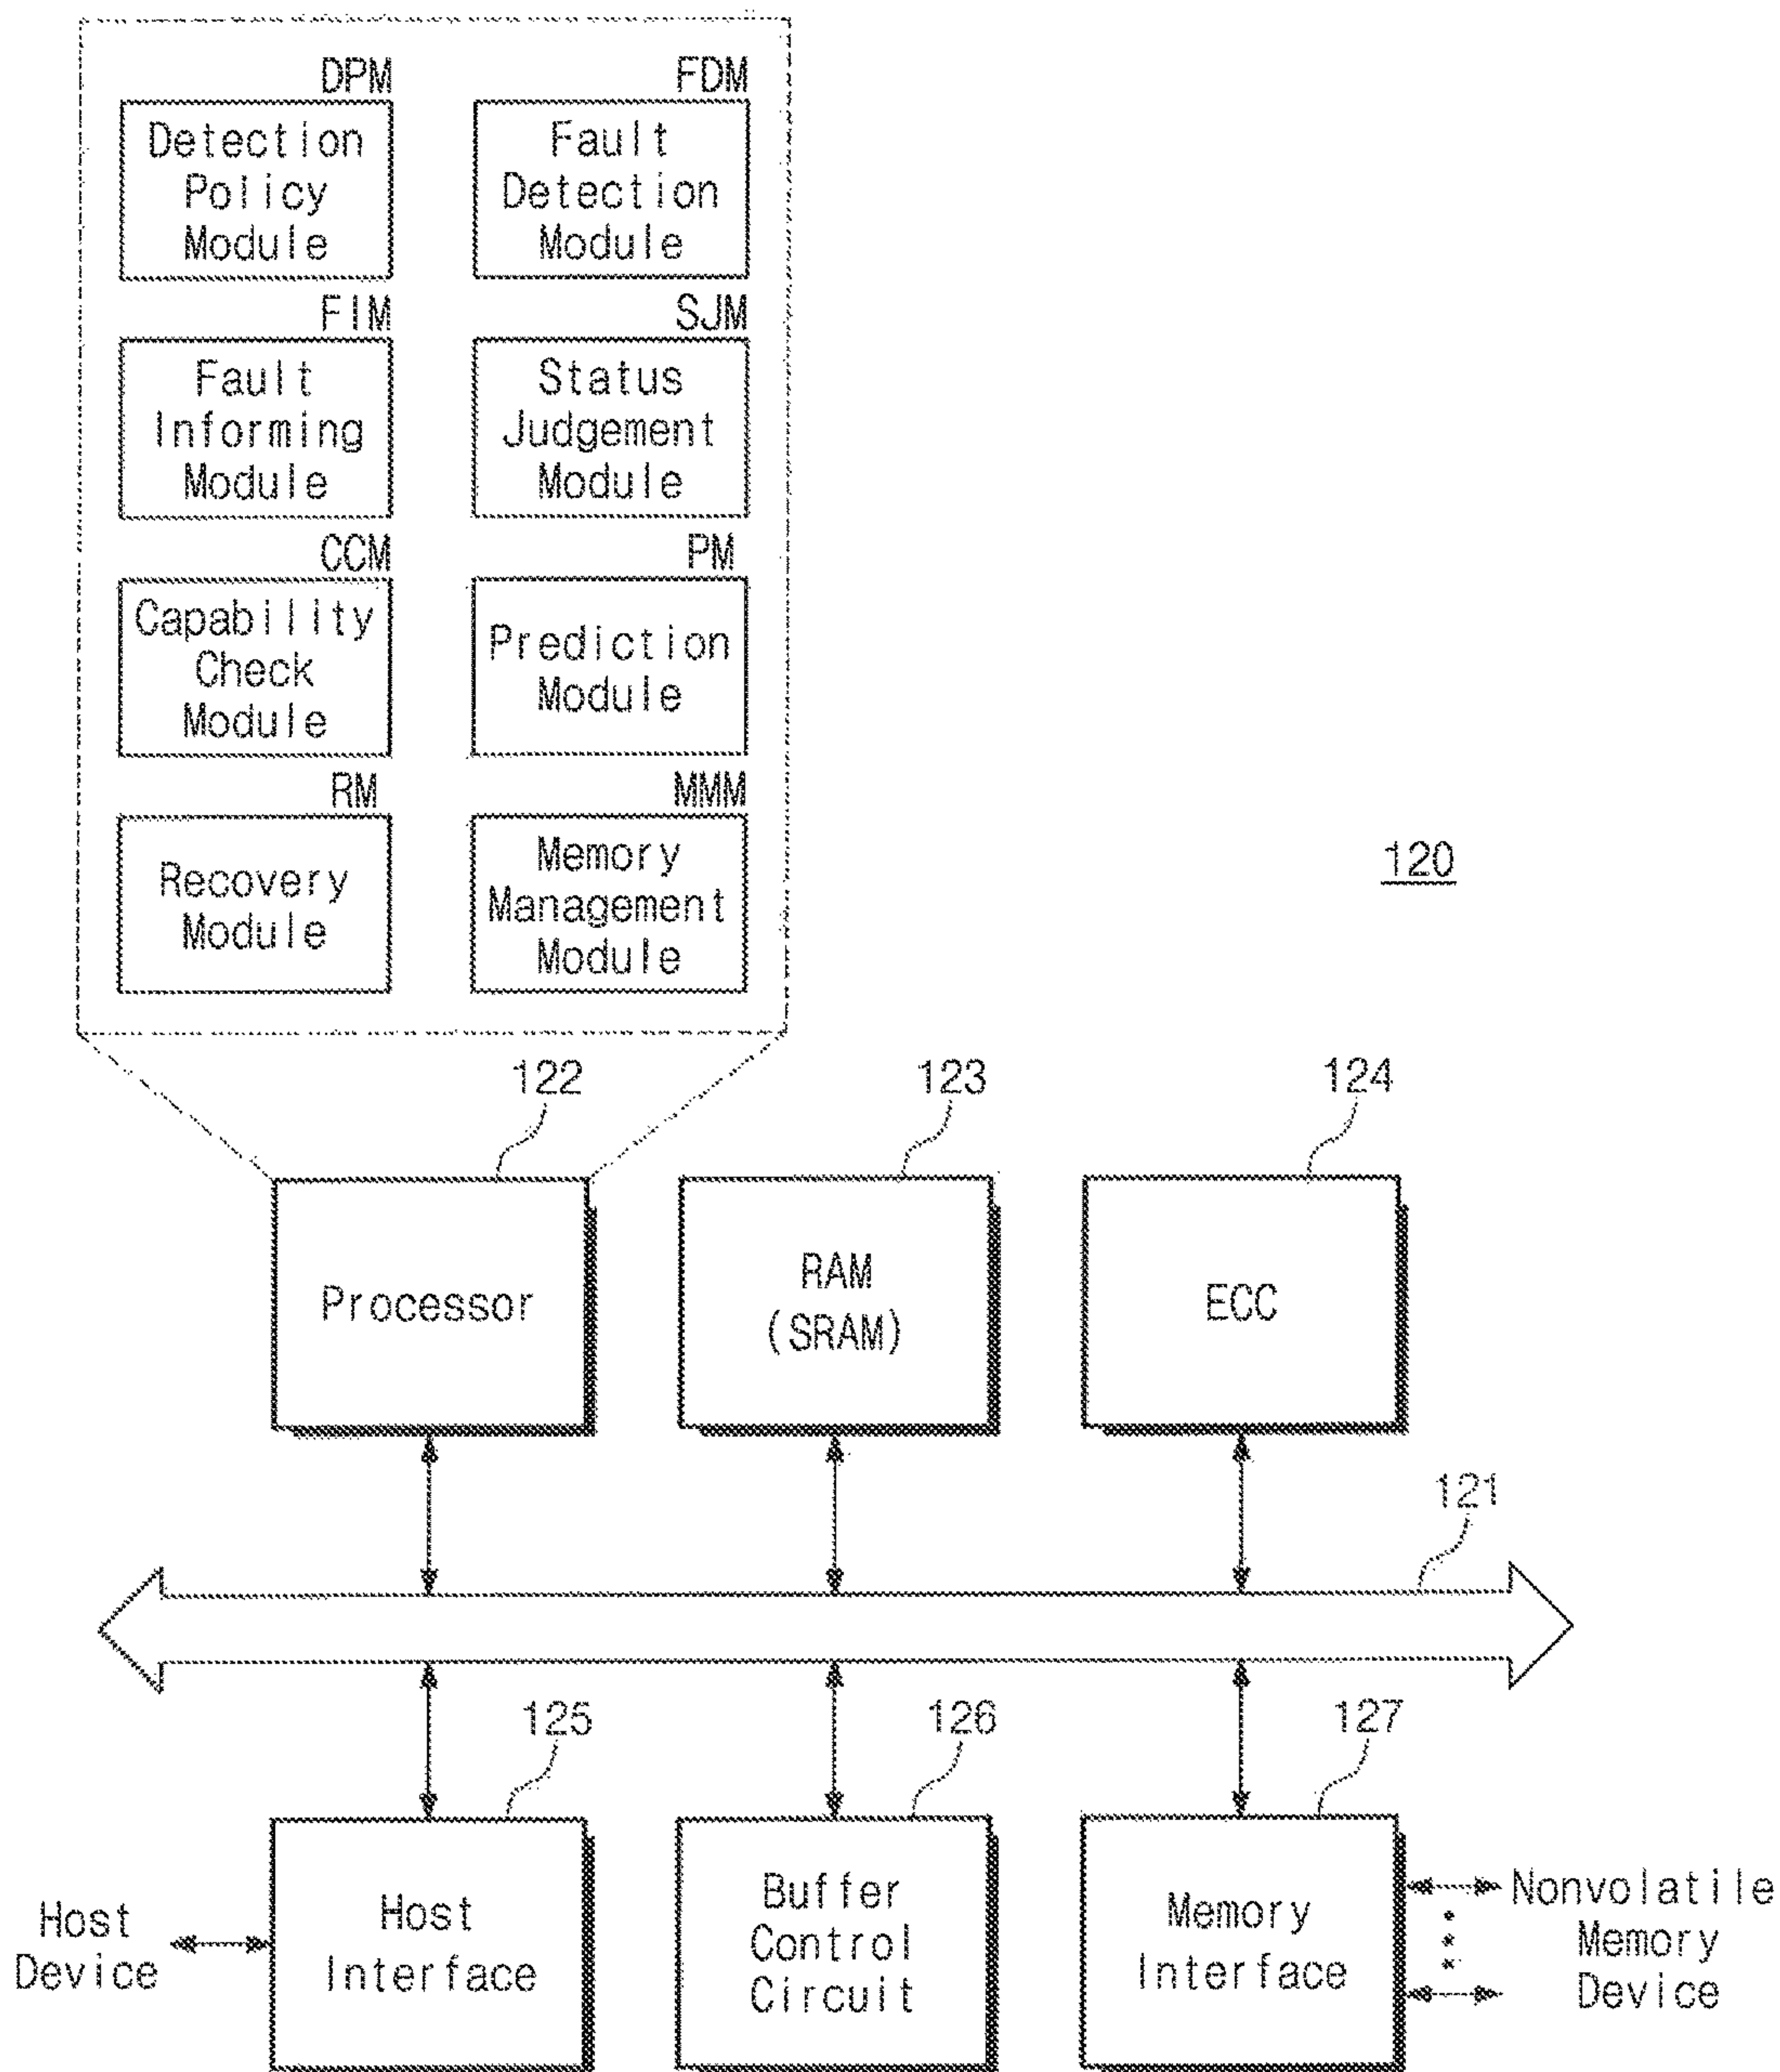 DPM
Detection
Policy
Module
FDM
Fault
Detection
Module
FIM
Fault
Informing
Module
SJM
Status
Judgement
Module
CCM
Capability
Check
Module
PM
Prediction
Module
RM
Recovery
Module
MMM
Memory
Management
Module
120
122
Processor
123
RAM
(SRAM)
124
ECC
121
125
Host
Interface
126
Buffer
Control
Circuit
127
Memory
Interface
Host
Device
Nonvolatile
Memory
Device